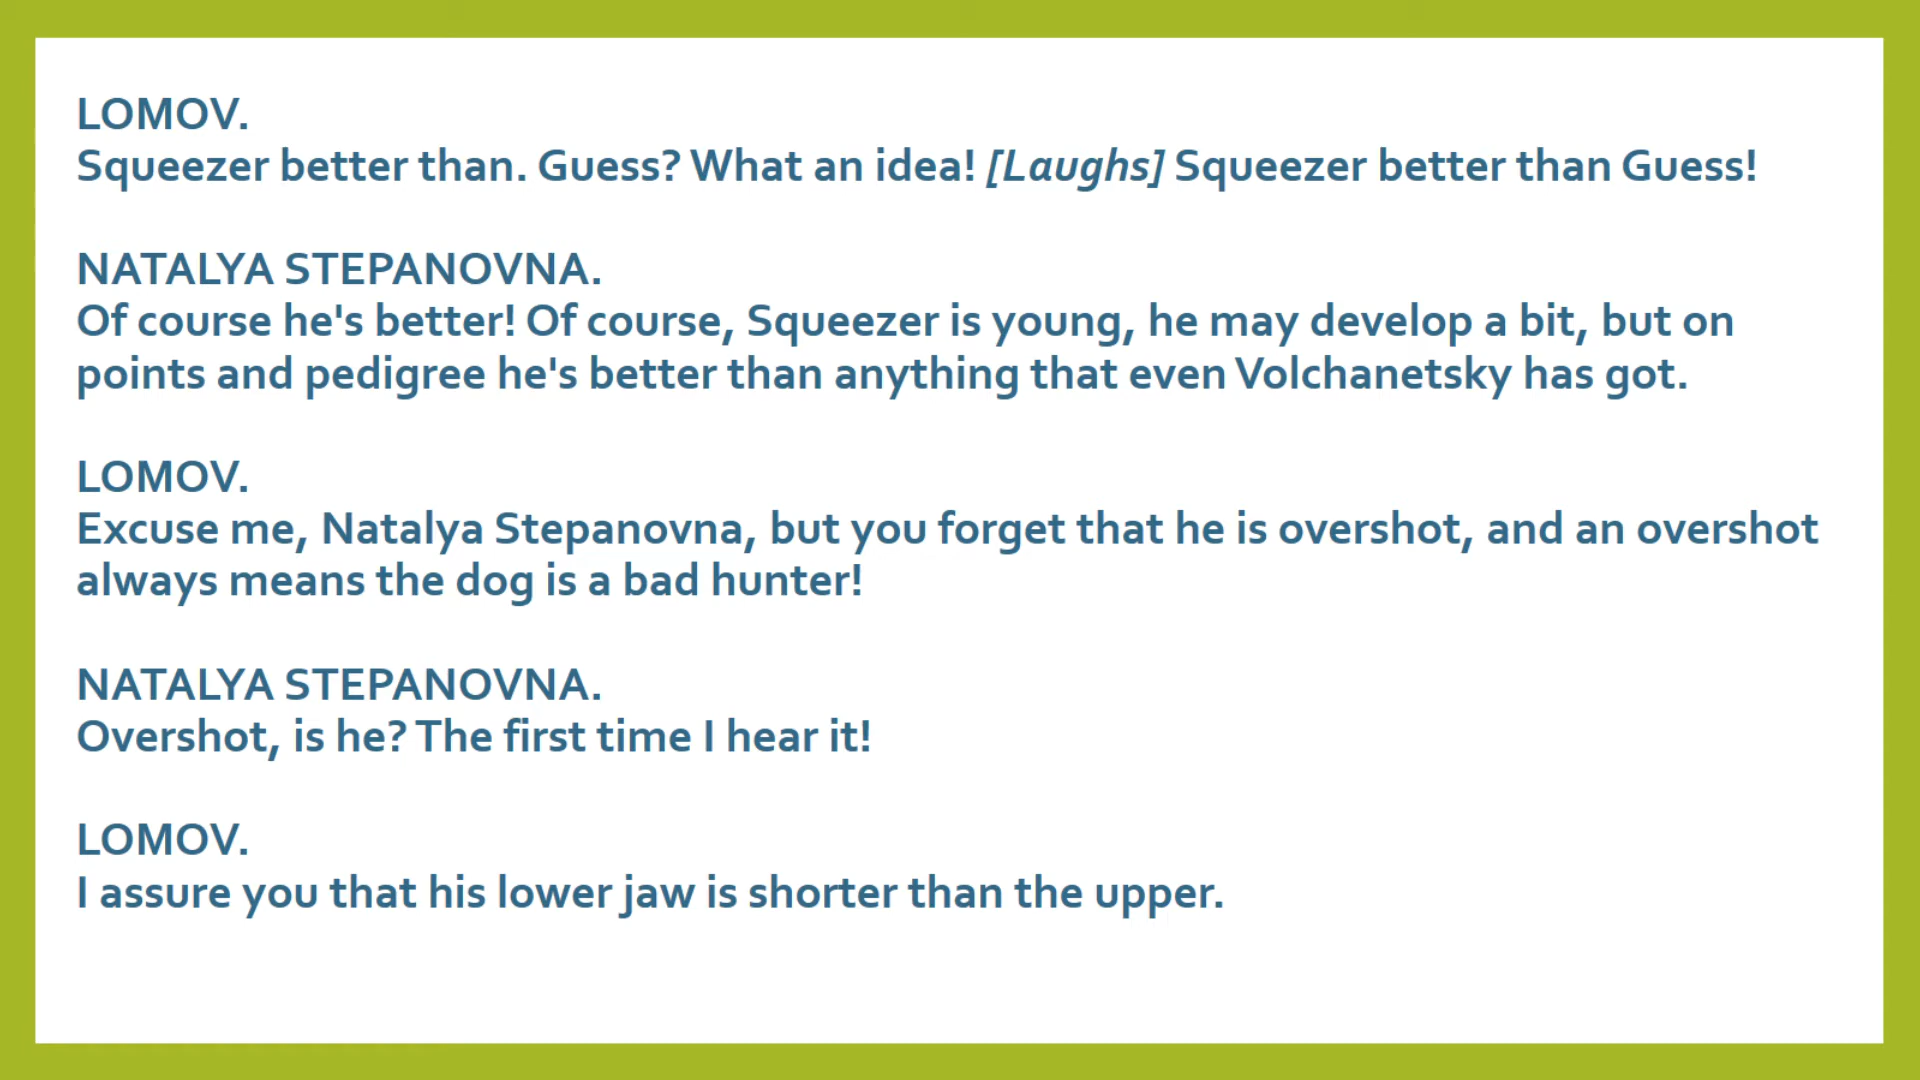 LOMOV.
Squeezer better than. Guess? What an idea! [Laughs] Squeezer better than Guess!
NATALYA STEPANOVNA.
Of course he's better! Of course, Squeezer is young, he may develop a bit, but on
points and pedigree he's better than anything that even Volchanetsky has got.
LOMOV.
Excuse me, Natalya Stepanovna, but you forget that he is overshot, and an overshot
always means the dog is a bad hunter!
NATALYA STEPANOVNA.
Overshot, is he? The first time I hear it!
LOMOV.
I assure you that his lower jaw is shorter than the upper.